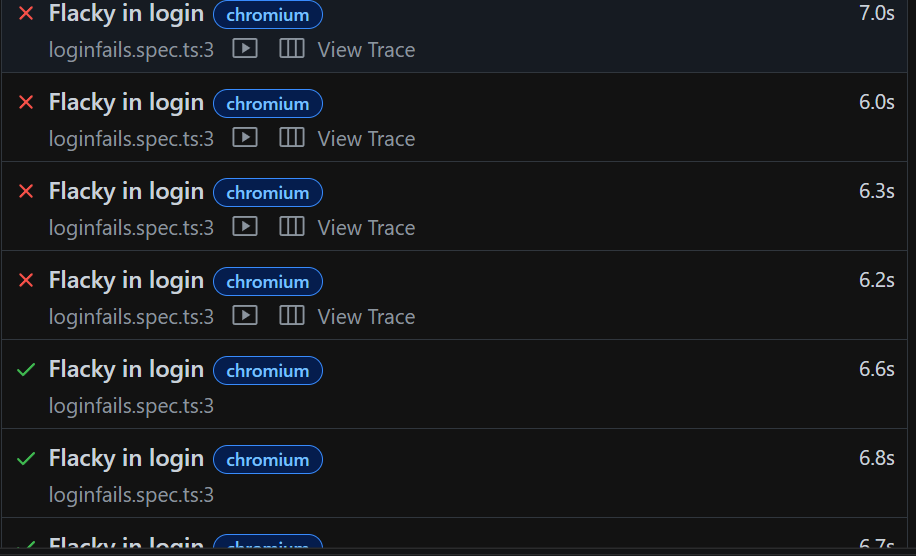 Flacky in login chromium 7.0s
loginfails.spec.ts:3 View Trace
Flacky in login chromium 6.0s
loginfails.spec.ts:3 View Trace
Flacky in login chromium 6.3s
loginfails.spec.ts:3 View Trace
Flacky in login chromium 6.2s
loginfails.spec.ts:3 View Trace
Flacky in login chromium 6.6s
loginfails.spec.ts:3
Flacky in login chromium 6.8s
loginfails.spec.ts:3
Flacky in login chromium 6.7s